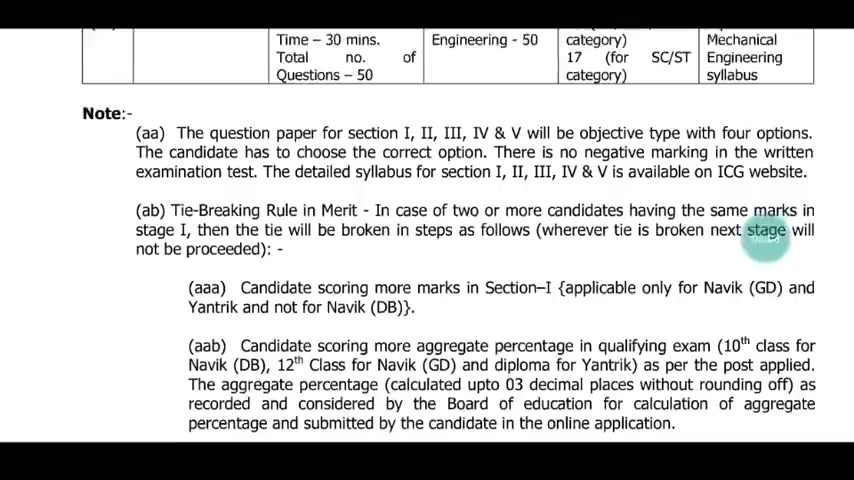 Time – 30 mins.
Total no. of
Questions – 50
Engineering - 50
category)
17 (for SC/ST
category)
Mechanical
Engineering
syllabus
Note:-
(aa) The question paper for section I, II, III, IV & V will be objective type with four options.
The candidate has to choose the correct option. There is no negative marking in the written
examination test. The detailed syllabus for section I, II, III, IV & V is available on ICG website.
(ab) Tie-Breaking Rule in Merit - In case of two or more candidates having the same marks in
stage I, then the tie will be broken in steps as follows (wherever tie is broken next stage will
not be proceeded): -
(aaa) Candidate scoring more marks in Section–I {applicable only for Navik (GD) and
Yantrik and not for Navik (DB)}.
(aab) Candidate scoring more aggregate percentage in qualifying exam (10th class for
Navik (DB), 12th Class for Navik (GD) and diploma for Yantrik) as per the post applied.
The aggregate percentage (calculated upto 03 decimal places without rounding off) as
recorded and considered by the Board of education for calculation of aggregate
percentage and submitted by the candidate in the online application.